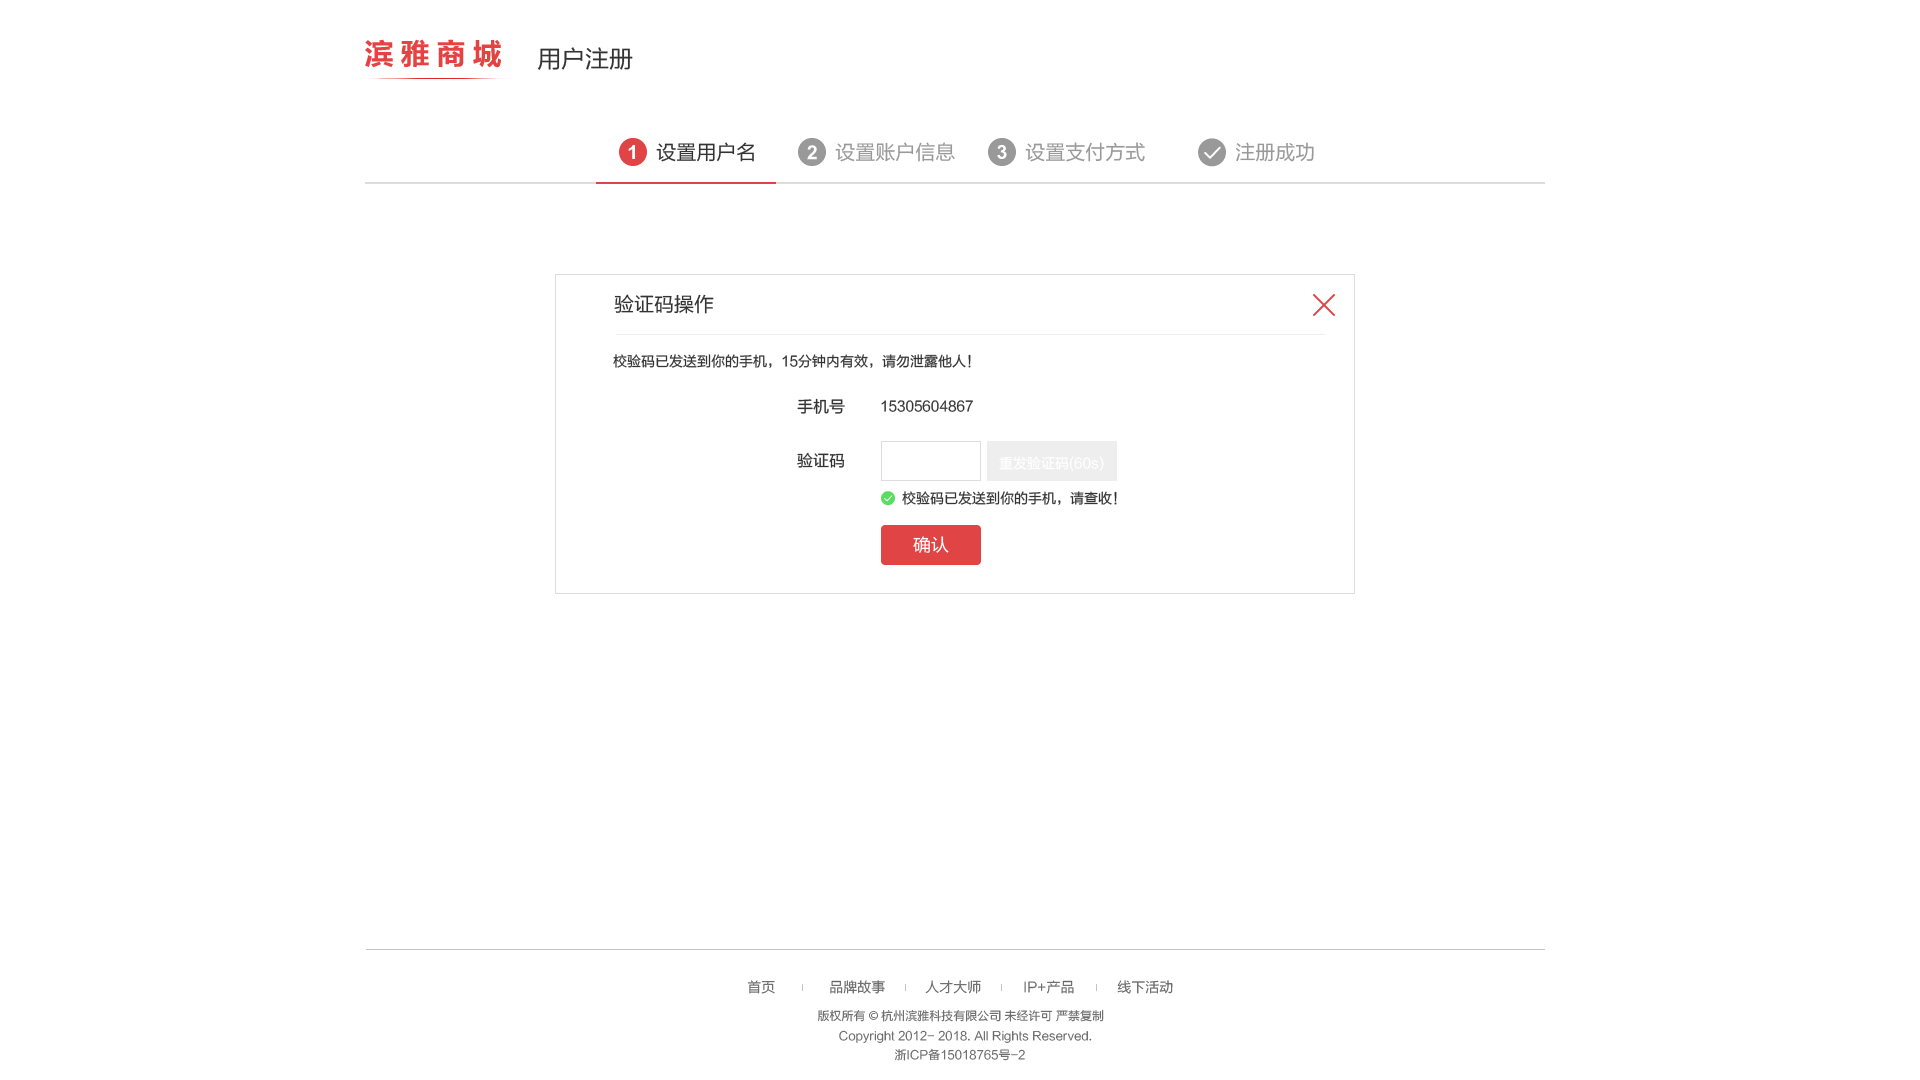 滨雅商城 用户注册
1 设置用户名 2 设置账户信息 3 设置支付方式 注册成功
验证码操作
校验码已发送到你的手机，15分钟内有效，请勿泄露他人！
手机号 15305604867
验证码 重发验证码(60s)
校验码已发送到你的手机，请查收！
确认
首页 品牌故事 人才大师 IP+产品 线下活动
版权所有 © 杭州滨雅科技有限公司 未经许可 严禁复制
Copyright 2012- 2018. All Rights Reserved.
浙ICP备15018765号-2